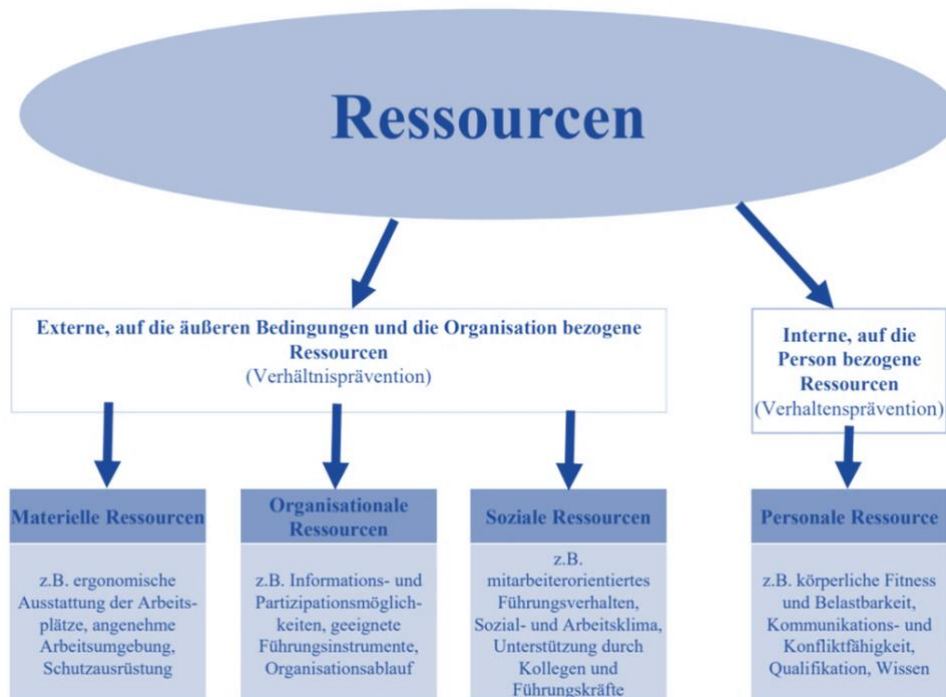 Ressourcen
Externe, auf die äußeren Bedingungen und die Organisation bezogene
Ressourcen
(Verhältnisprävention)
Interne, auf die
Person bezogene
Ressourcen
(Verhaltensprävention)
Materielle Ressourcen
z.B. ergonomische
Ausstattung der Arbeits-
plätze, angenehme
Arbeitsumgebung,
Schutzausrüstung
Organisationale
Ressourcen
z.B. Informations- und
Partizipationsmöglich-
keiten, geeignete
Führungsinstrumente,
Organisationsablauf
Soziale Ressourcen
z.B.
mitarbeiterorientiertes
Führungsverhalten,
Sozial- und Arbeitsklima,
Unterstützung durch
Kollegen und
Führungskräfte
Personale Ressource
z.B. körperliche Fitness
und Belastbarkeit,
Kommunikations- und
Konfliktfähigkeit,
Qualifikation, Wissen